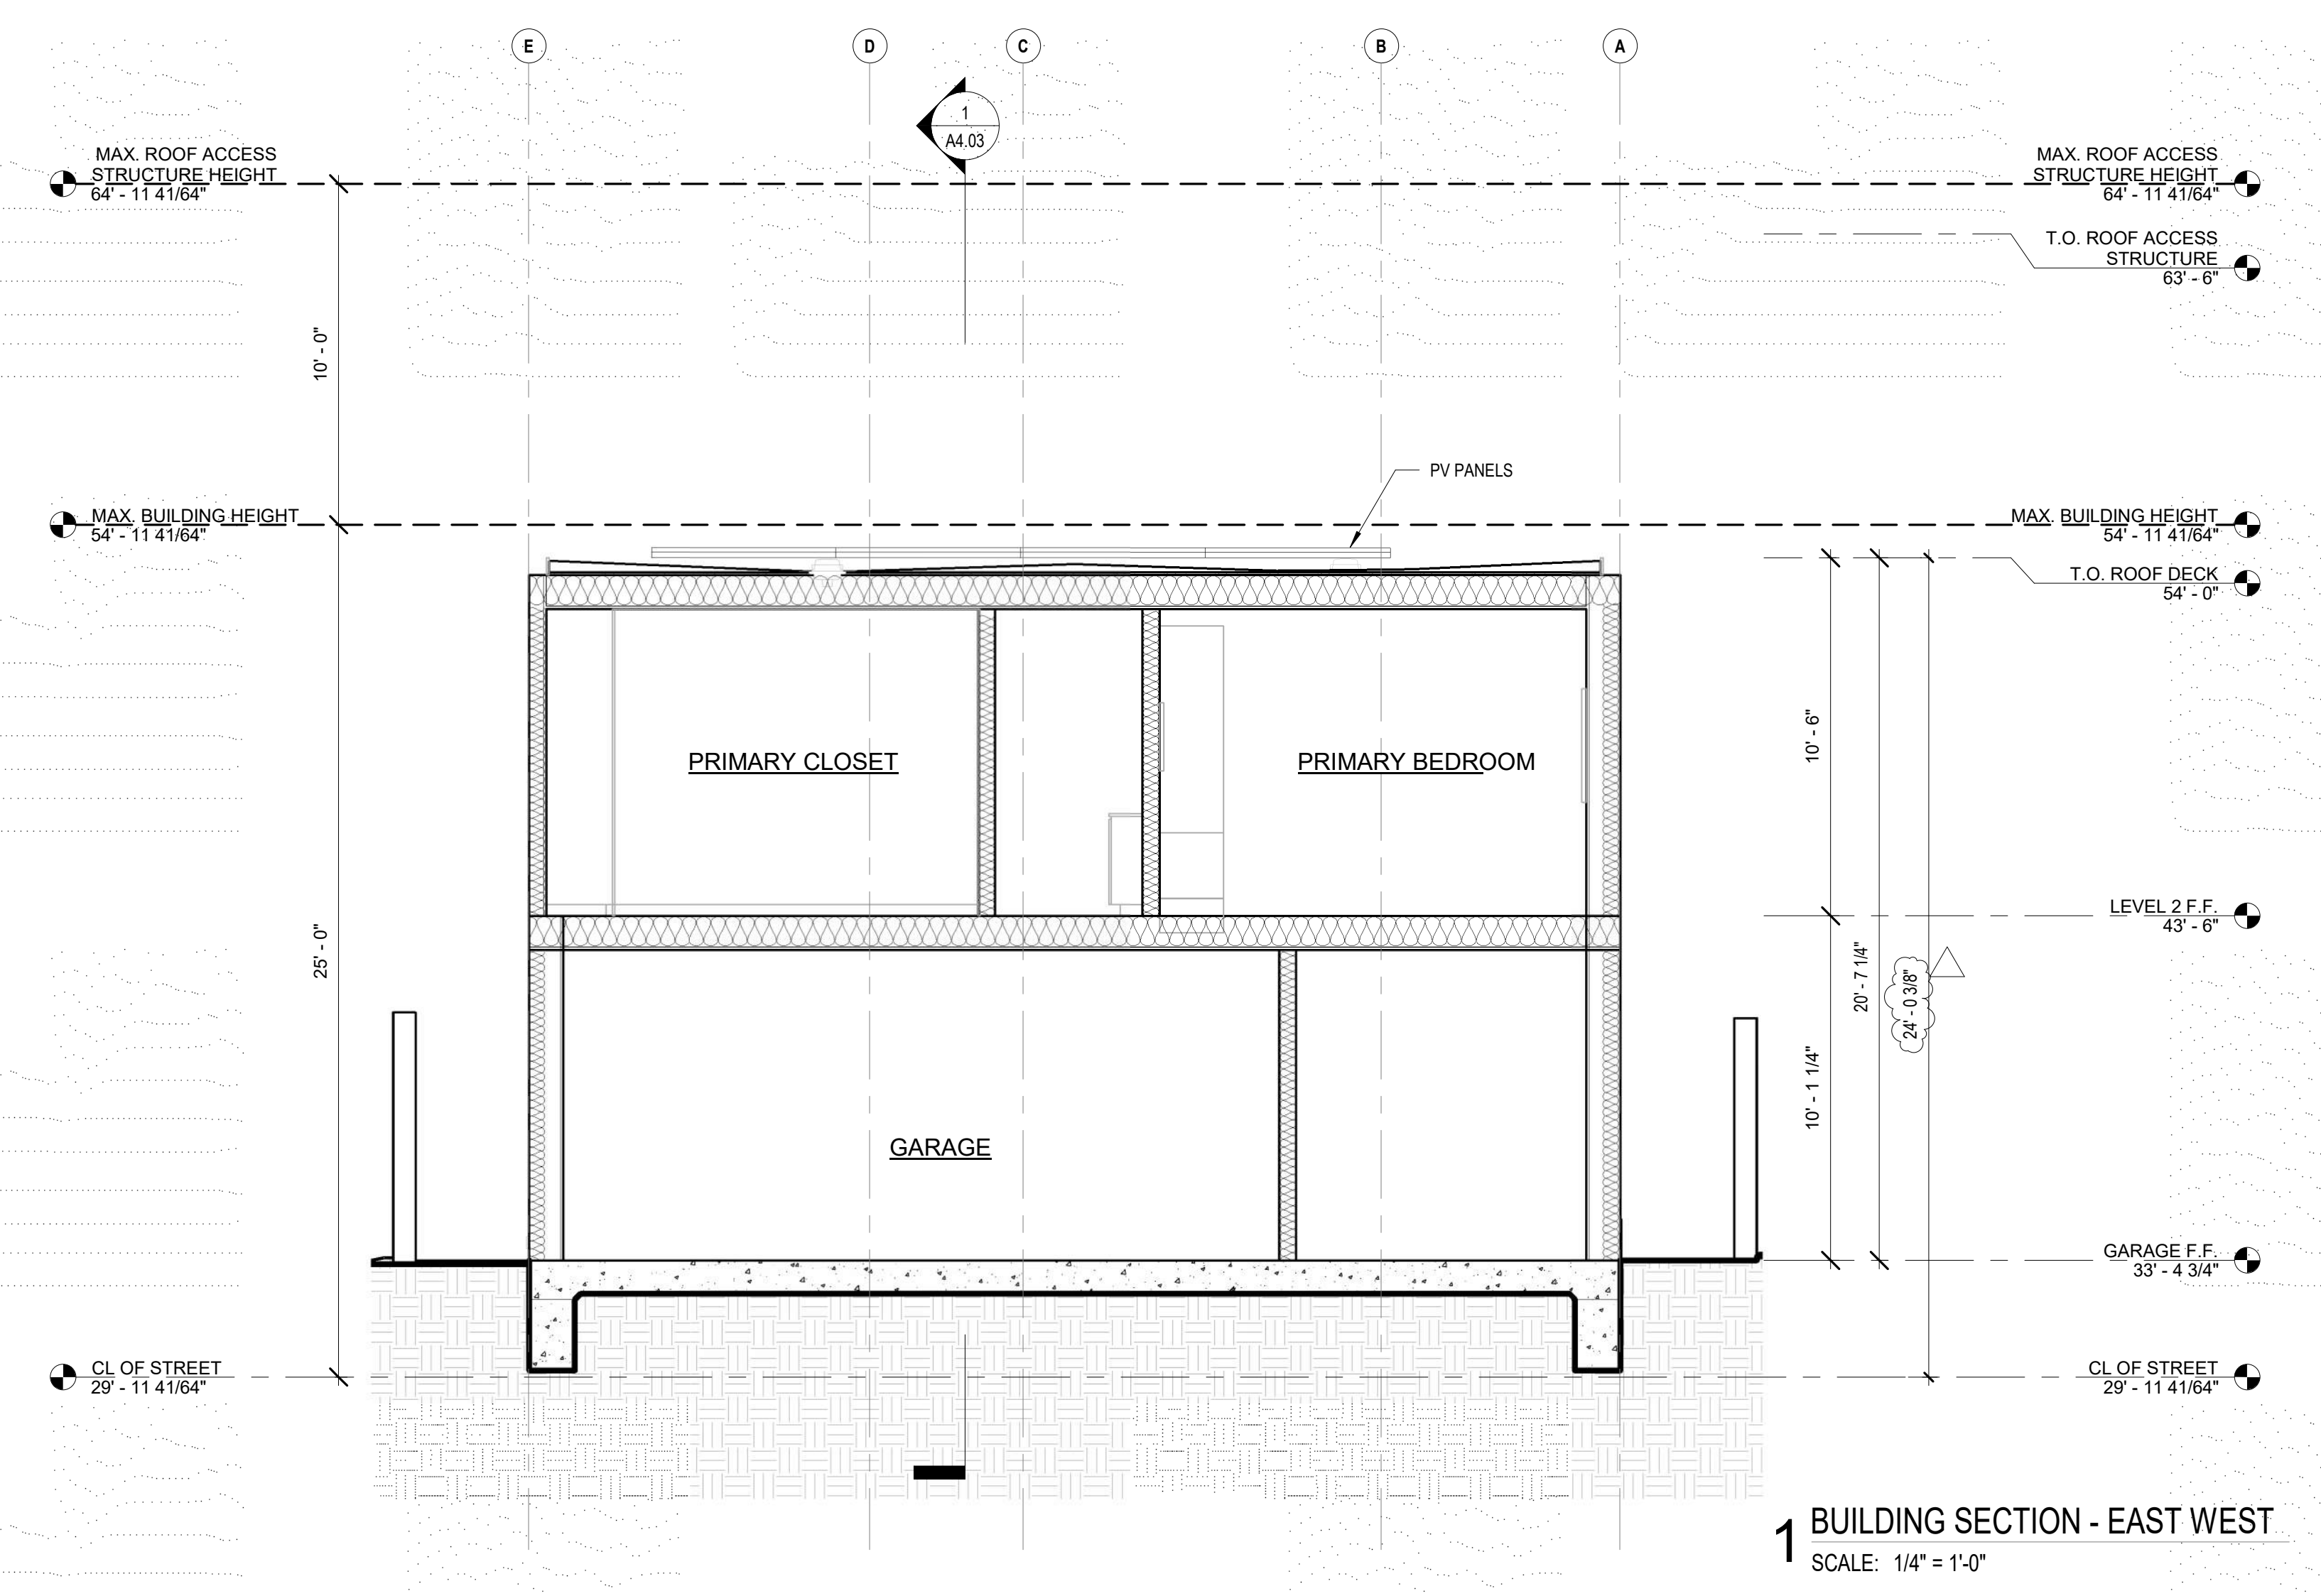 E
D
C
B
A
1
A4.03
MAX. ROOF ACCESS
STRUCTURE HEIGHT
64' - 11 41/64"
MAX. ROOF ACCESS
STRUCTURE HEIGHT
64' - 11 41/64"
T.O. ROOF ACCESS
STRUCTURE
63' - 6"
10' - 0"
PV PANELS
MAX. BUILDING HEIGHT
54' - 11 41/64"
MAX. BUILDING HEIGHT
54' - 11 41/64"
T.O. ROOF DECK
54' - 0"
PRIMARY CLOSET
PRIMARY BEDROOM
10' - 6"
LEVEL 2 F.F.
43' - 6"
25' - 0"
20' - 7 1/4"
24' - 0 3/8"
10' - 1 1/4"
GARAGE
GARAGE F.F.
33' - 4 3/4"
CL OF STREET
29' - 11 41/64"
CL OF STREET
29' - 11 41/64"
1 BUILDING SECTION - EAST WEST
SCALE: 1/4" = 1'-0"